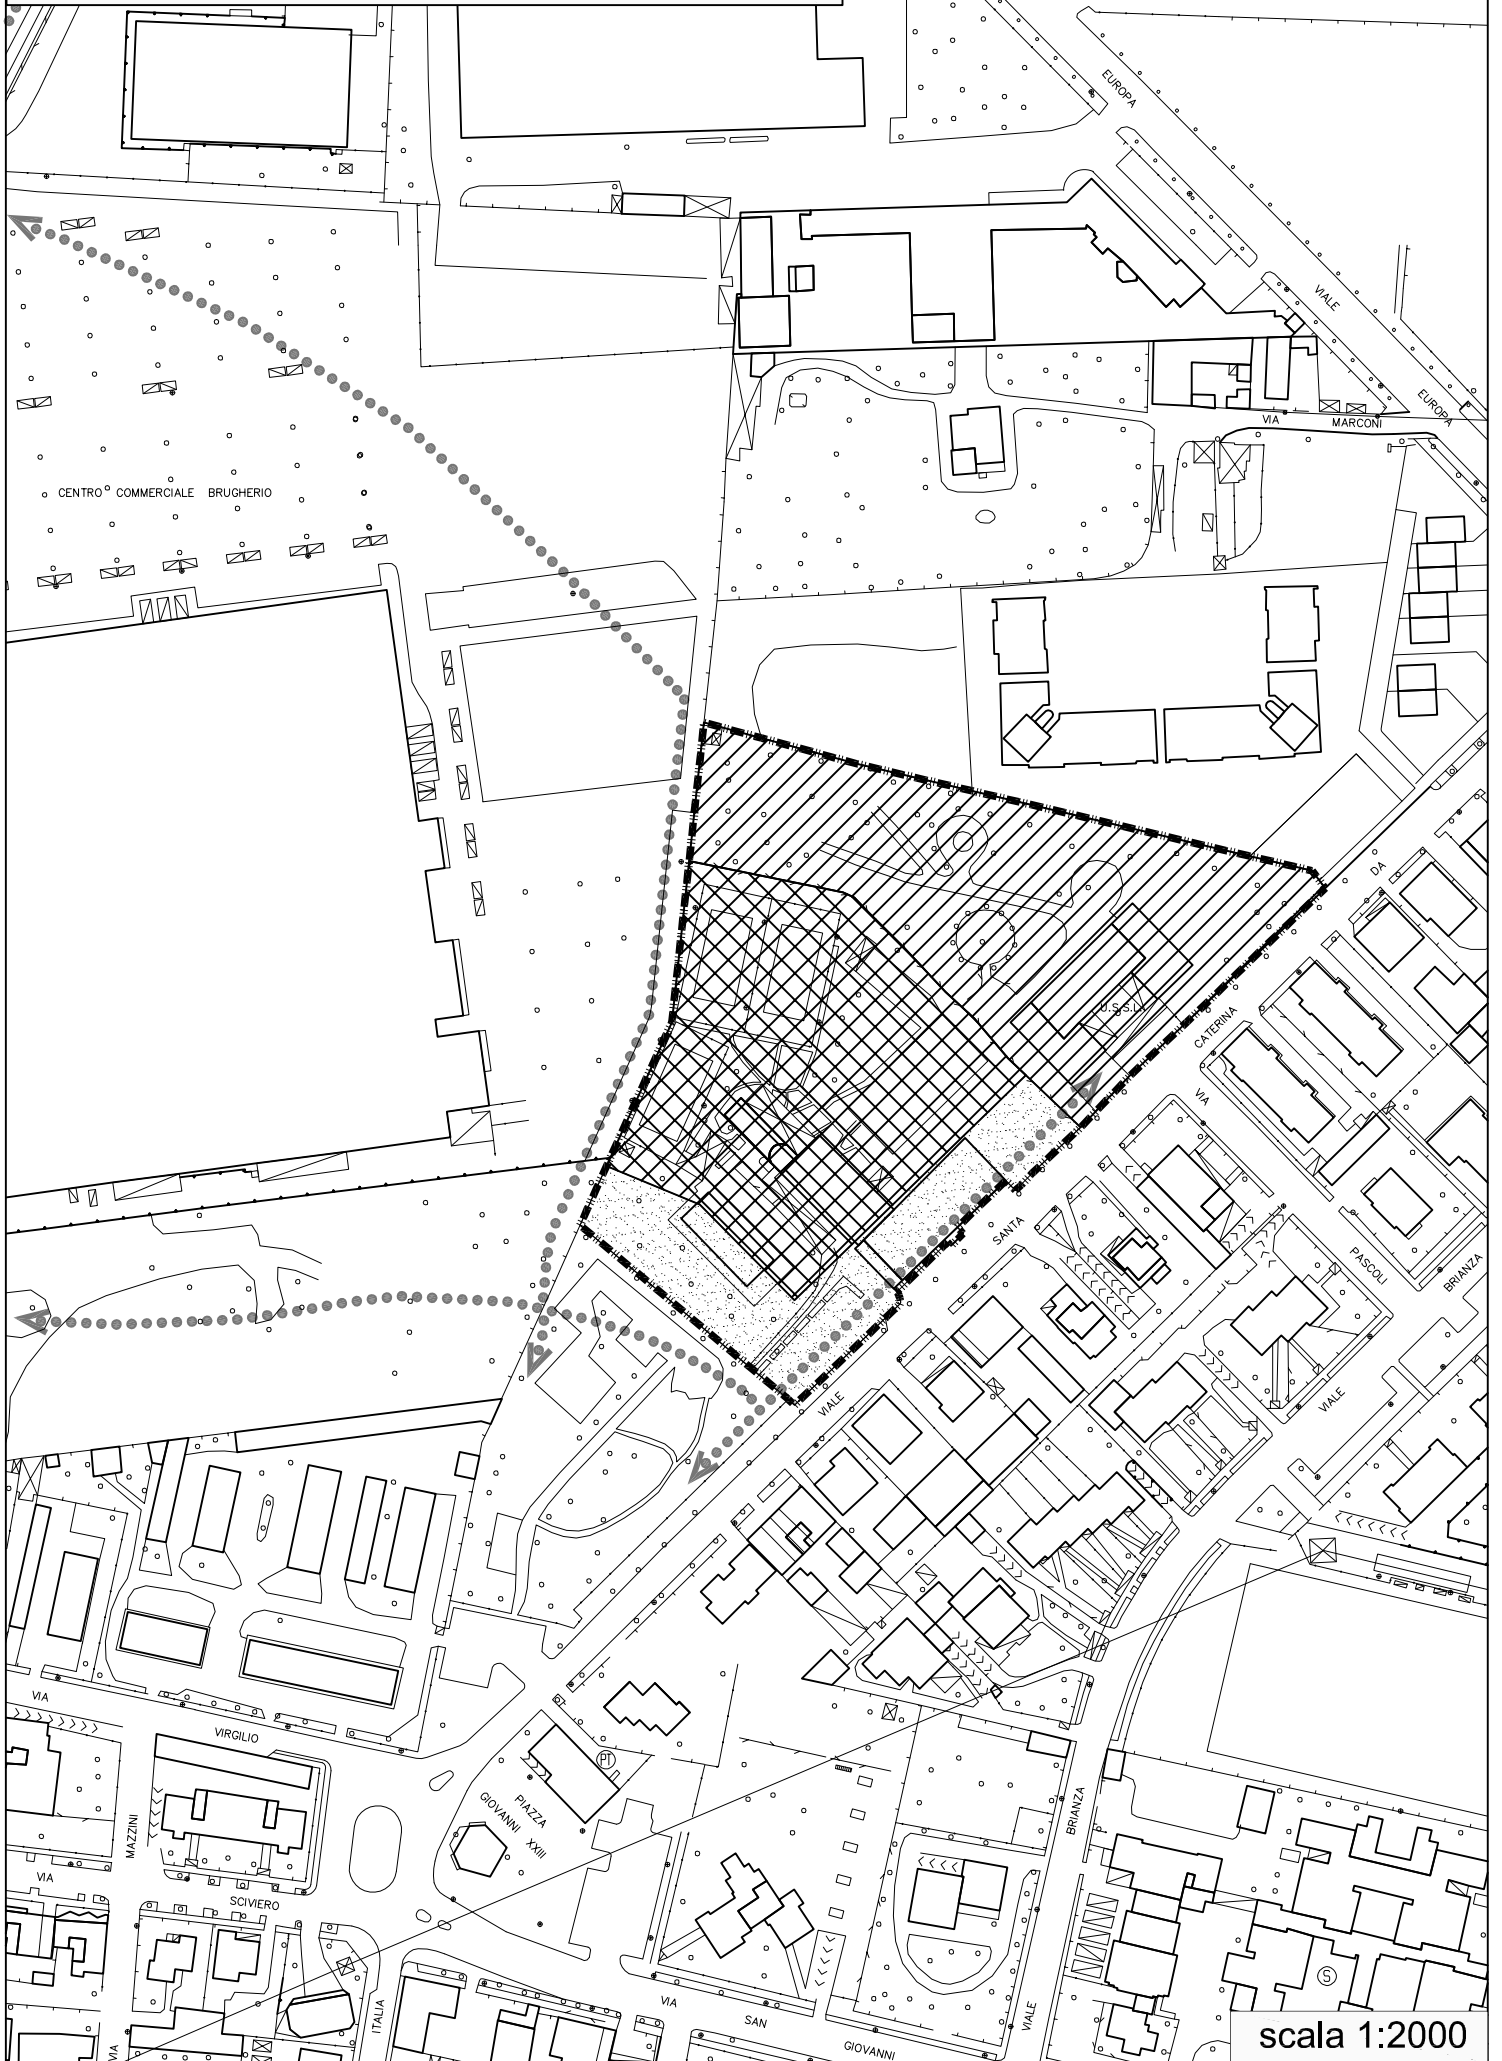 EUROPA
VIALE
EUROPA
VIA MARCONI
CENTRO COMMERCIALE BRUGHERIO
DA
CATERINA
VIA
SANTA
PASCOLI
BRIANZA
VIALE
VIALE
VIA
VIRGILIO
PT
PIAZZA
GIOVANNI XXIII
MAZZINI
BRIANZA
VIA
SCIVIERO
S
VIA
ITALIA
SAN
VIALE
GIOVANNI
VIA
scala 1:2000